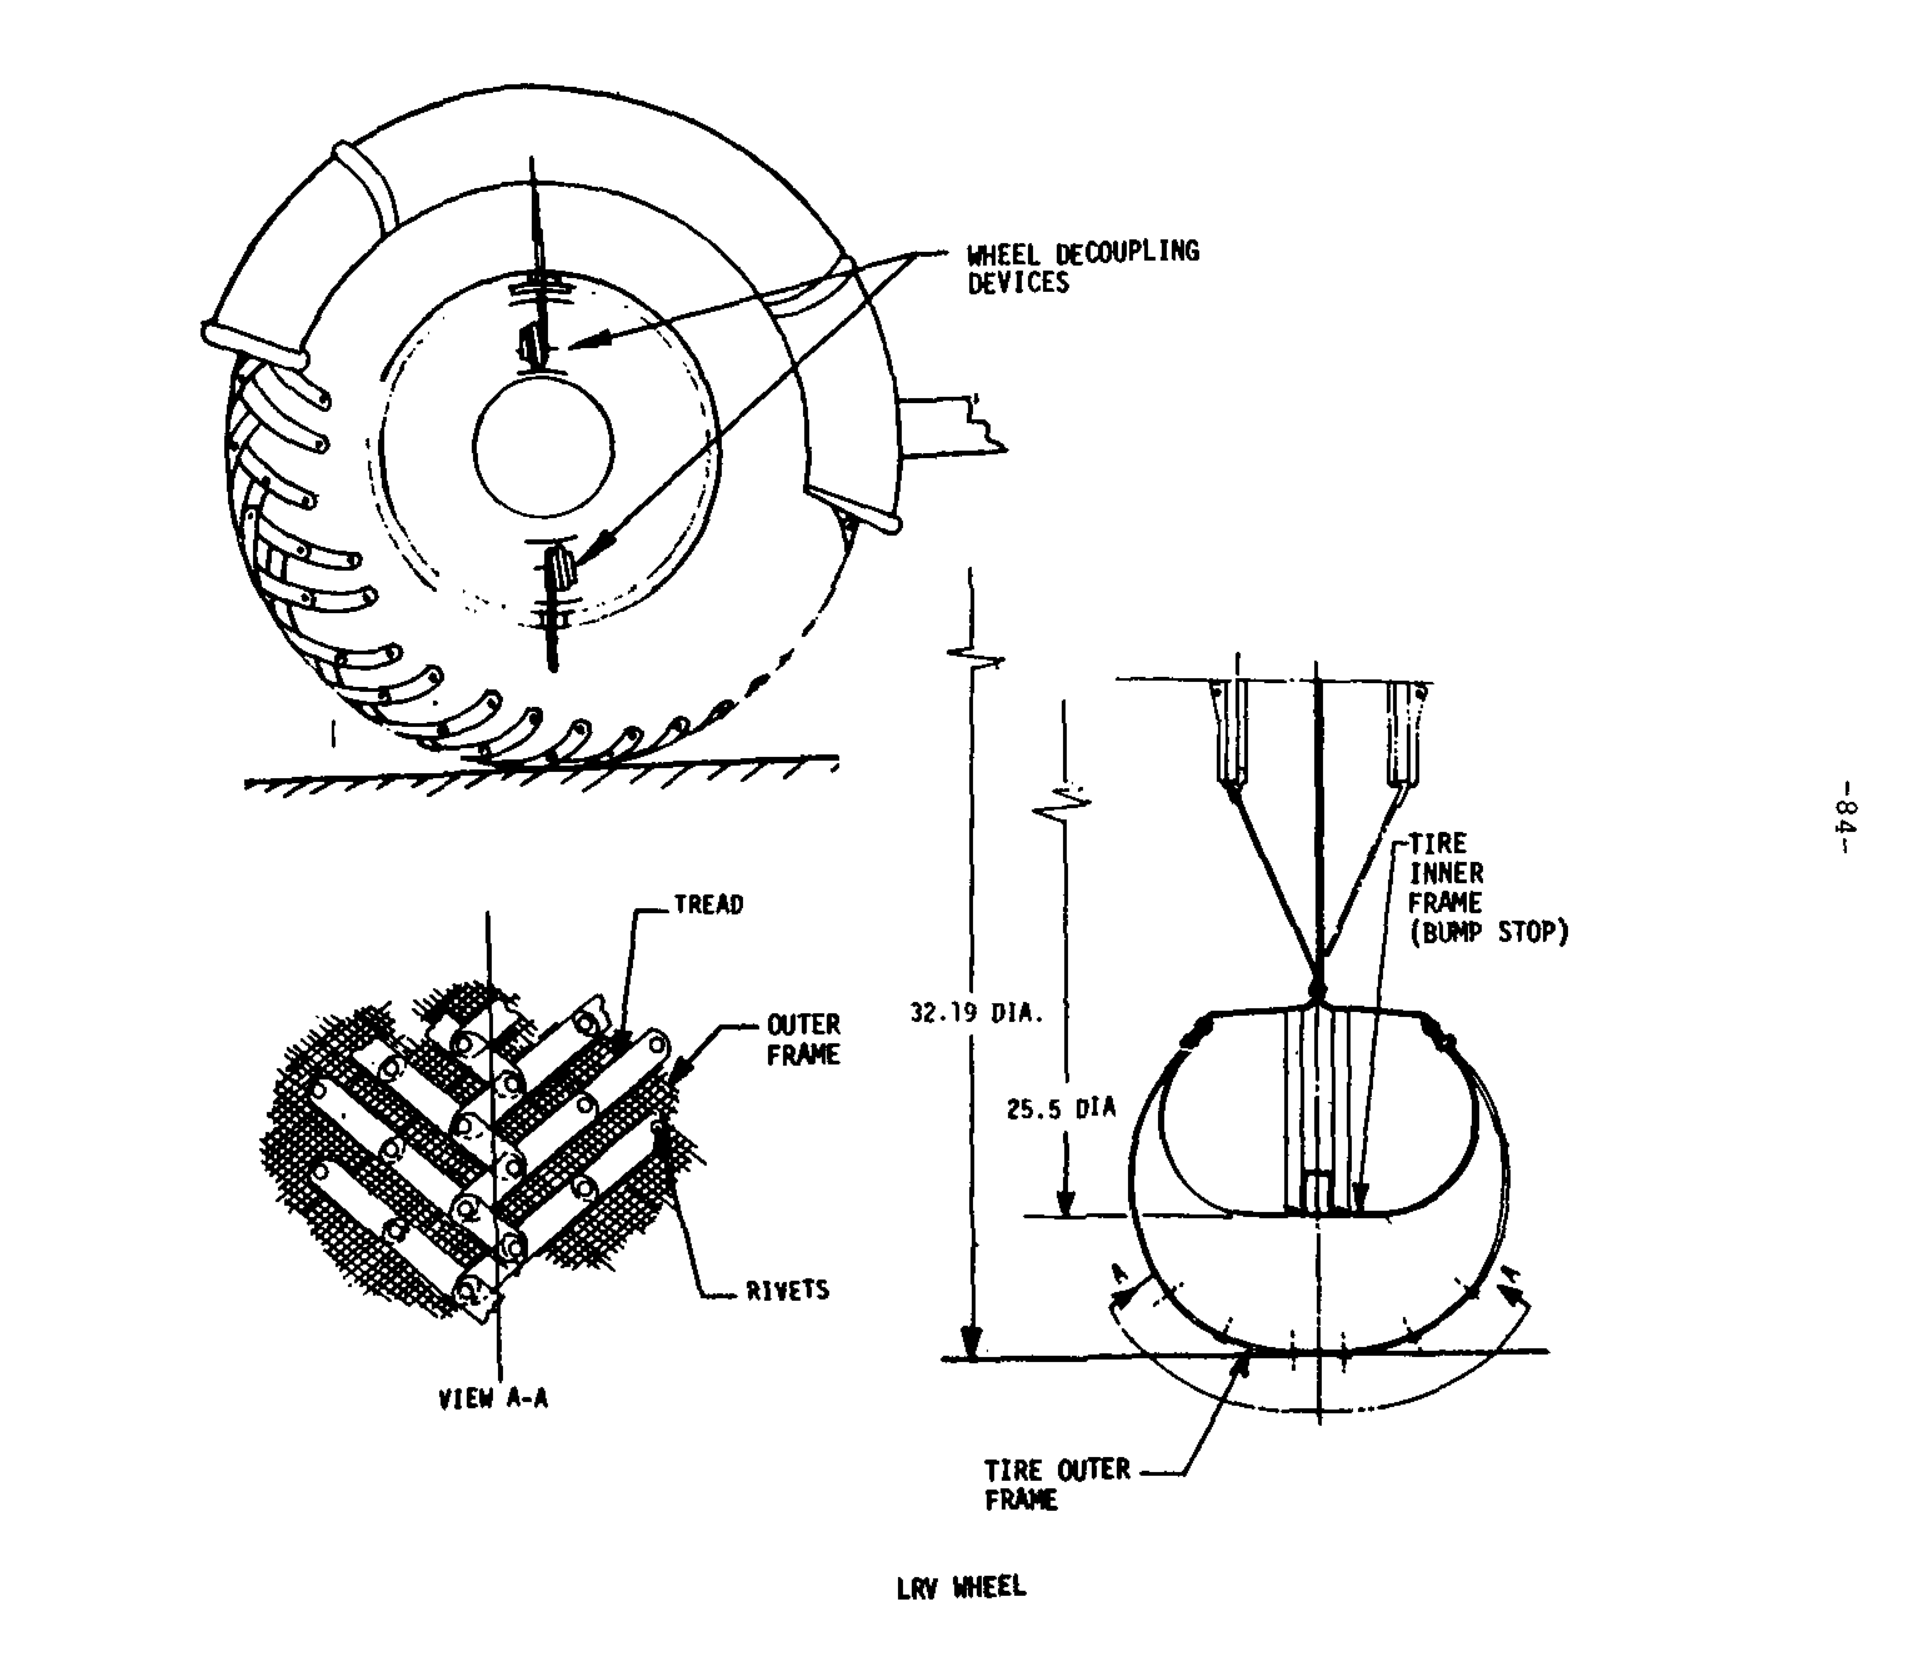 WHEEL DECOUPLING
DEVICES
TIRE
INNER
FRAME
(BUMP STOP)
TREAD
OUTER
FRAME
32.19 DIA.
25.5 DIA
RIVETS
A
A
VIEW A-A
TIRE OUTER
FRAME
LRV WHEEL
-84-